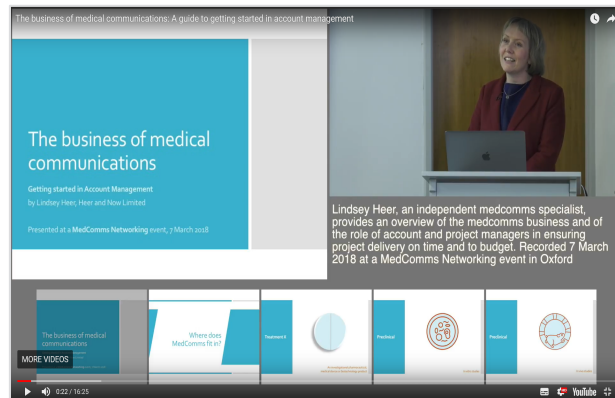 The business of medical communications: A guide to getting started in account management
The business of medical
communications
Getting started in Account Management
by Lindsey Heer, Heer and Now Limited
Presented at a MedComms Networking event, 7 March 2018
Lindsey Heer, an independent medcomms specialist,
provides an overview of the medcomms business and of
the role of account and project managers in ensuring
project delivery on time and to budget. Recorded 7 March
2018 at a MedComms Networking event in Oxford
The business of medical
communications
Where does
MedComms fit in?
Treatment X
Preclinical
Preclinical
MORE VIDEOS
0:22 / 16:25
YouTube